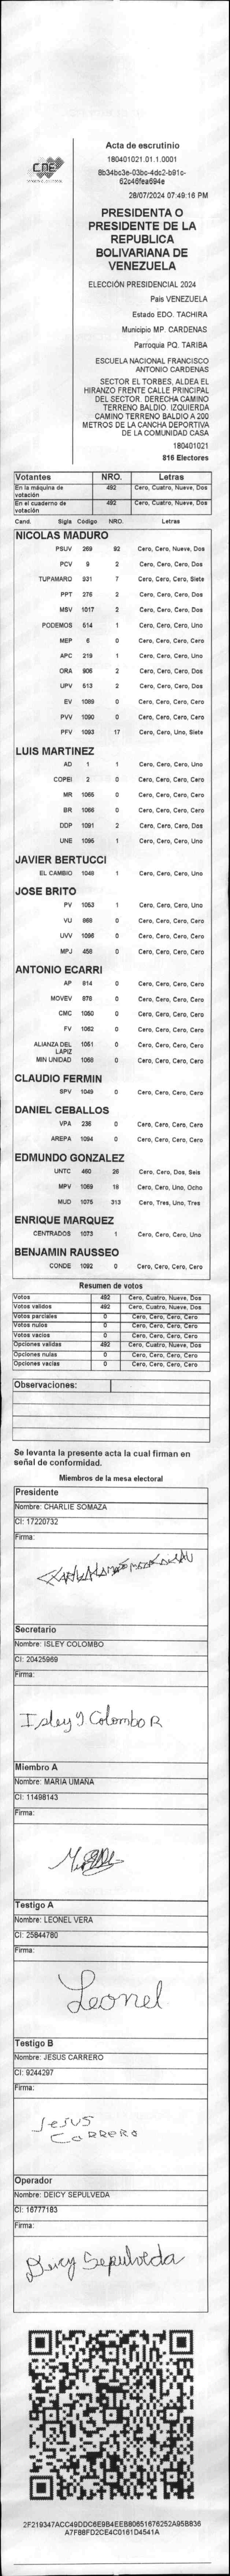 CNE
Acta de escrutinio
180401021.01.1.0001
8b34bc3e-03bc-4dc2-b91c-
62c46fea694e
28/07/2024 07:49:16 PM
PRESIDENTA O
PRESIDENTE DE LA
REPUBLICA
BOLIVARIANA DE
VENEZUELA
ELECCIÓN PRESIDENCIAL 2024
País VENEZUELA
Estado EDO. TACHIRA
Municipio MP. CARDENAS
Parroquia PQ. TARIBA
ESCUELA NACIONAL FRANCISCO
ANTONIO CARDENAS
SECTOR EL TORBES, ALDEA EL
HIRANZO FRENTE CALLE PRINCIPAL
DEL SECTOR. DERECHA CAMINO
TERRENO BALDIO. IZQUIERDA
CAMINO TERRENO BALDIO A 200
METROS DE LA CANCHA DEPORTIVA
DE LA COMUNIDAD CASA
180401021
816 Electores
Votantes NRO. Letras
En la máquina de votación 492 Cero, Cuatro, Nueve, Dos
En el cuaderno de votación 492 Cero, Cuatro, Nueve, Dos
Cand. Sigla Código NRO. Letras
NICOLAS MADURO
PSUV 269 92 Cero, Cero, Nueve, Dos
PCV 9 2 Cero, Cero, Cero, Dos
TUPAMARO 931 7 Cero, Cero, Cero, Siete
PPT 276 2 Cero, Cero, Cero, Dos
MSV 1017 2 Cero, Cero, Cero, Dos
PODEMOS 514 1 Cero, Cero, Cero, Uno
MEP 6 0 Cero, Cero, Cero, Cero
APC 219 1 Cero, Cero, Cero, Uno
ORA 906 2 Cero, Cero, Cero, Dos
UPV 513 2 Cero, Cero, Cero, Dos
EV 1089 0 Cero, Cero, Cero, Cero
PVV 1090 0 Cero, Cero, Cero, Cero
PFV 1093 17 Cero, Cero, Uno, Siete
LUIS MARTINEZ
AD 1 1 Cero, Cero, Cero, Uno
COPEI 2 0 Cero, Cero, Cero, Cero
MR 1065 0 Cero, Cero, Cero, Cero
BR 1066 0 Cero, Cero, Cero, Cero
DDP 1091 2 Cero, Cero, Cero, Dos
UNE 1095 1 Cero, Cero, Cero, Uno
JAVIER BERTUCCI
EL CAMBIO 1049 1 Cero, Cero, Cero, Uno
JOSE BRITO
PV 1053 1 Cero, Cero, Cero, Uno
VU 868 0 Cero, Cero, Cero, Cero
UVV 1096 0 Cero, Cero, Cero, Cero
MPJ 458 0 Cero, Cero, Cero, Cero
ANTONIO ECARRI
AP 814 0 Cero, Cero, Cero, Cero
MOVEV 878 0 Cero, Cero, Cero, Cero
CMC 1050 0 Cero, Cero, Cero, Cero
FV 1062 0 Cero, Cero, Cero, Cero
ALIANZA DEL LAPIZ 1051 0 Cero, Cero, Cero, Cero
MIN UNIDAD 1068 0 Cero, Cero, Cero, Cero
CLAUDIO FERMIN
SPV 1048 0 Cero, Cero, Cero, Cero
DANIEL CEBALLOS
VPA 236 0 Cero, Cero, Cero, Cero
AREPA 1094 0 Cero, Cero, Cero, Cero
EDMUNDO GONZALEZ
UNTC 460 26 Cero, Cero, Dos, Seis
MPV 1069 18 Cero, Cero, Uno, Ocho
MUD 1075 313 Cero, Tres, Uno, Tres
ENRIQUE MARQUEZ
CENTRADOS 1073 1 Cero, Cero, Cero, Uno
BENJAMIN RAUSSEO
CONDE 1092 0 Cero, Cero, Cero, Cero
Resumen de votos
Votos 492 Cero, Cuatro, Nueve, Dos
Votos validos 492 Cero, Cuatro, Nueve, Dos
Votos parciales 0 Cero, Cero, Cero, Cero
Votos nulos 0 Cero, Cero, Cero, Cero
Votos vacios 0 Cero, Cero, Cero, Cero
Opciones validas 492 Cero, Cuatro, Nueve, Dos
Opciones nulas 0 Cero, Cero, Cero, Cero
Opciones vacias 0 Cero, Cero, Cero, Cero
Observaciones:
Se levanta la presente acta la cual firman en
señal de conformidad.
Miembros de la mesa electoral
Presidente
Nombre: CHARLIE SOMAZA
CI: 17220732
Firma:
Secretario
Nombre: ISLEY COLOMBO
CI: 20425969
Firma:
Isley y Colombo R
Miembro A
Nombre: MARIA UMAÑA
CI: 11498143
Firma:
Testigo A
Nombre: LEONEL VERA
CI: 25844780
Firma:
Leonel
Testigo B
Nombre: JESUS CARRERO
CI: 9244297
Firma:
Jesus
Carrero
Operador
Nombre: DEICY SEPULVEDA
CI: 16777183
Firma:
Deicy Sepulveda
2F219347ACC49DDC6E9B4EEB80651676252A95B836
A7F88FD2CE4C0161D4541A